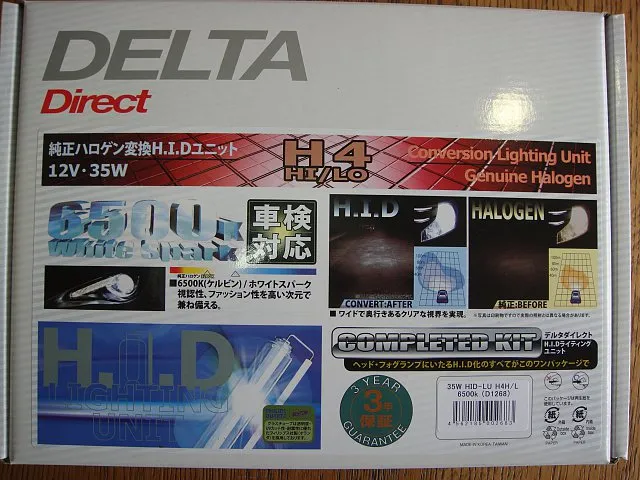 DELTA
Direct
純正ハロゲン変換H.I.Dユニット
12V・35W
H4
HI/LO
Conversion Lighting Unit
Genuine Halogen
6500K
White Spark
車検
対応
■6500K(ケルビン)/ホワイトスパーク
視認性、ファッション性を高い次元で
兼ね備える。
H.I.D
CONVERT:AFTER
HALOGEN
純正:BEFORE
■ワイドで奥行きあるクリアな視界を実現。
COMPLETED KIT
デルタダイレクト
H.I.Dライティング
ユニット
ヘッド・フォグランプにいたるH.I.D化のすべてがこのワンパッケージで
H.I.D
LIGHTING
UNIT
3 YEAR
3年
保証
GUARANTEE
35W HID-LU H4H/L
6500k (D1268)
紙
紙
MADE IN KOREA·TAIWAN